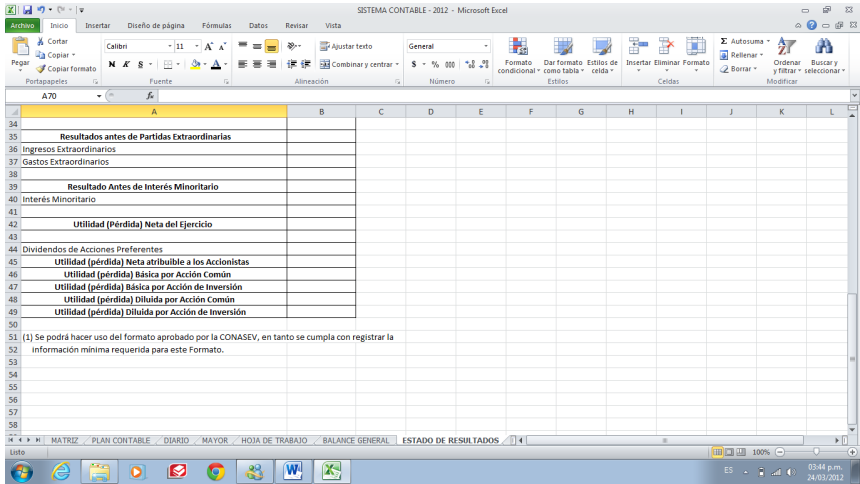 SISTEMA CONTABLE - 2012 - Microsoft Excel
Archivo Inicio Insertar Diseño de página Fórmulas Datos Revisar Vista
Pegar
Cortar
Copiar
Copiar formato
Portapapeles
Calibri 11
N K S
Fuente
Ajustar texto
Combinar y centrar
Alineación
General
$ % 000
Número
Formato condicional
Dar formato como tabla
Estilos de celda
Estilos
Insertar Eliminar Formato
Celdas
Σ Autosuma
Rellenar
Borrar
Ordenar y filtrar
Buscar y seleccionar
Modificar
A70 fx
A B C D E F G H I J K L
34
35 Resultados antes de Partidas Extraordinarias
36 Ingresos Extraordinarios
37 Gastos Extraordinarios
38
39 Resultado Antes de Interés Minoritario
40 Interés Minoritario
41
42 Utilidad (Pérdida) Neta del Ejercicio
43
44 Dividendos de Acciones Preferentes
45 Utilidad (pérdida) Neta atribuible a los Accionistas
46 Utilidad (pérdida) Básica por Acción Común
47 Utilidad (pérdida) Básica por Acción de Inversión
48 Utilidad (pérdida) Diluida por Acción Común
49 Utilidad (pérdida) Diluida por Acción de Inversión
50
51 (1) Se podrá hacer uso del formato aprobado por la CONASEV, en tanto se cumpla con registrar la
52 información mínima requerida para este Formato.
53
54
55
56
57
58
MATRIZ PLAN CONTABLE DIARIO MAYOR HOJA DE TRABAJO BALANCE GENERAL ESTADO DE RESULTADOS
Listo 100%
ES 03:44 p.m.
24/03/2012